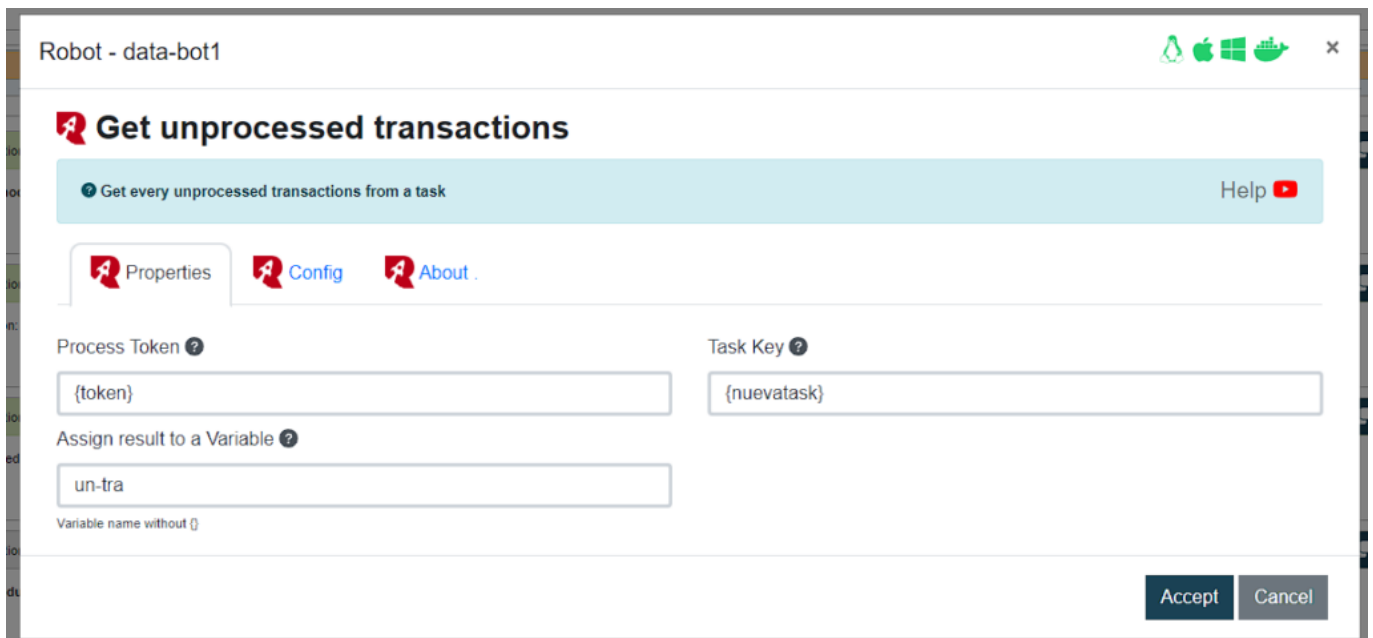 Robot - data-bot1
×
Get unprocessed transactions
Get every unprocessed transactions from a task
Help
Properties
Config
About .
Process Token
Task Key
{token}
{nuevatask}
Assign result to a Variable
un-tra
Variable name without {}
Accept
Cancel